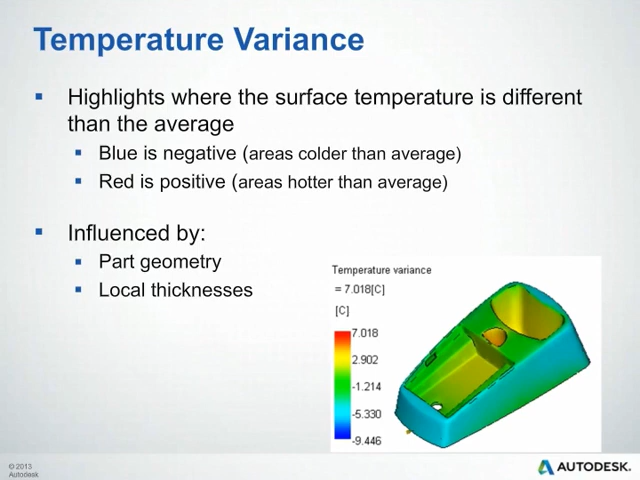 Temperature Variance
Highlights where the surface temperature is different
than the average
Blue is negative (areas colder than average)
Red is positive (areas hotter than average)
Influenced by:
Part geometry
Local thicknesses
Temperature variance
= 7.018[C]
[C]
7.018
2.902
-1.214
-5.330
-9.446
© 2013
Autodesk
AUTODESK.